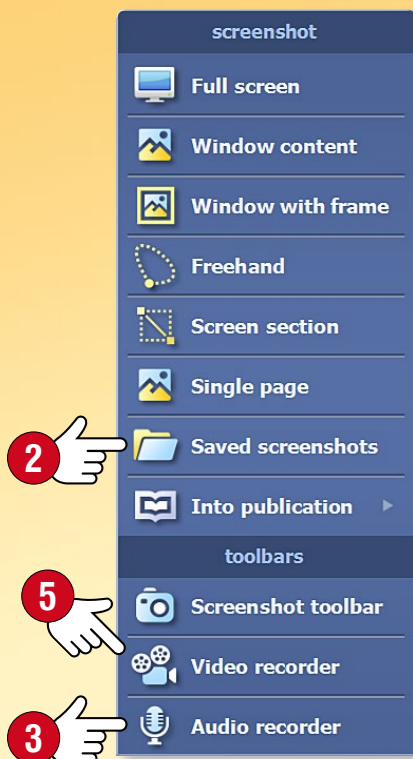 screenshot
Full screen
Window content
Window with frame
Freehand
Screen section
Single page
2 Saved screenshots
Into publication
toolbars
5 Screenshot toolbar
Video recorder
3 Audio recorder